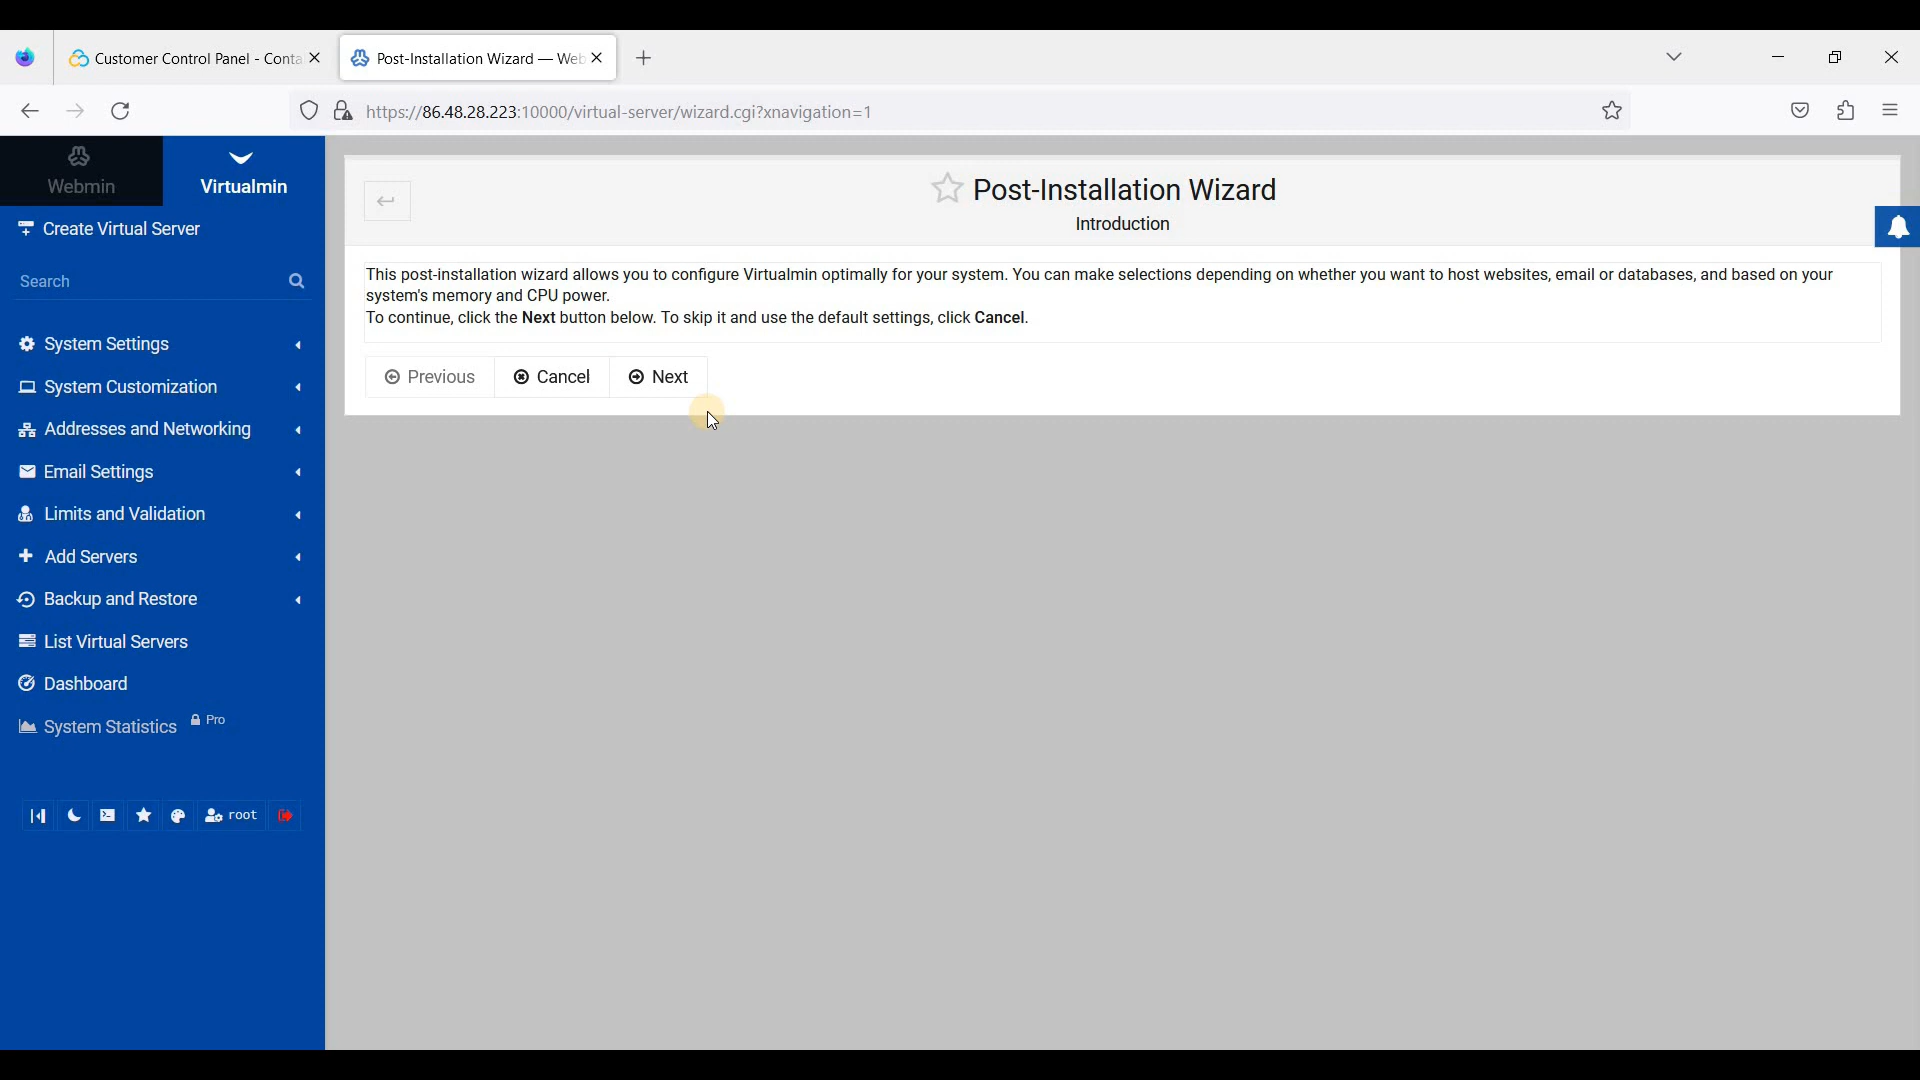 Customer Control Panel - Conta
Post-Installation Wizard — Web
https://86.48.28.223:10000/virtual-server/wizard.cgi?xnavigation=1
Webmin
Virtualmin
Create Virtual Server
Search
System Settings
System Customization
Addresses and Networking
Email Settings
Limits and Validation
Add Servers
Backup and Restore
List Virtual Servers
Dashboard
System Statistics Pro
root
Post-Installation Wizard
Introduction
This post-installation wizard allows you to configure Virtualmin optimally for your system. You can make selections depending on whether you want to host websites, email or databases, and based on your
system's memory and CPU power.
To continue, click the Next button below. To skip it and use the default settings, click Cancel.
Previous
Cancel
Next